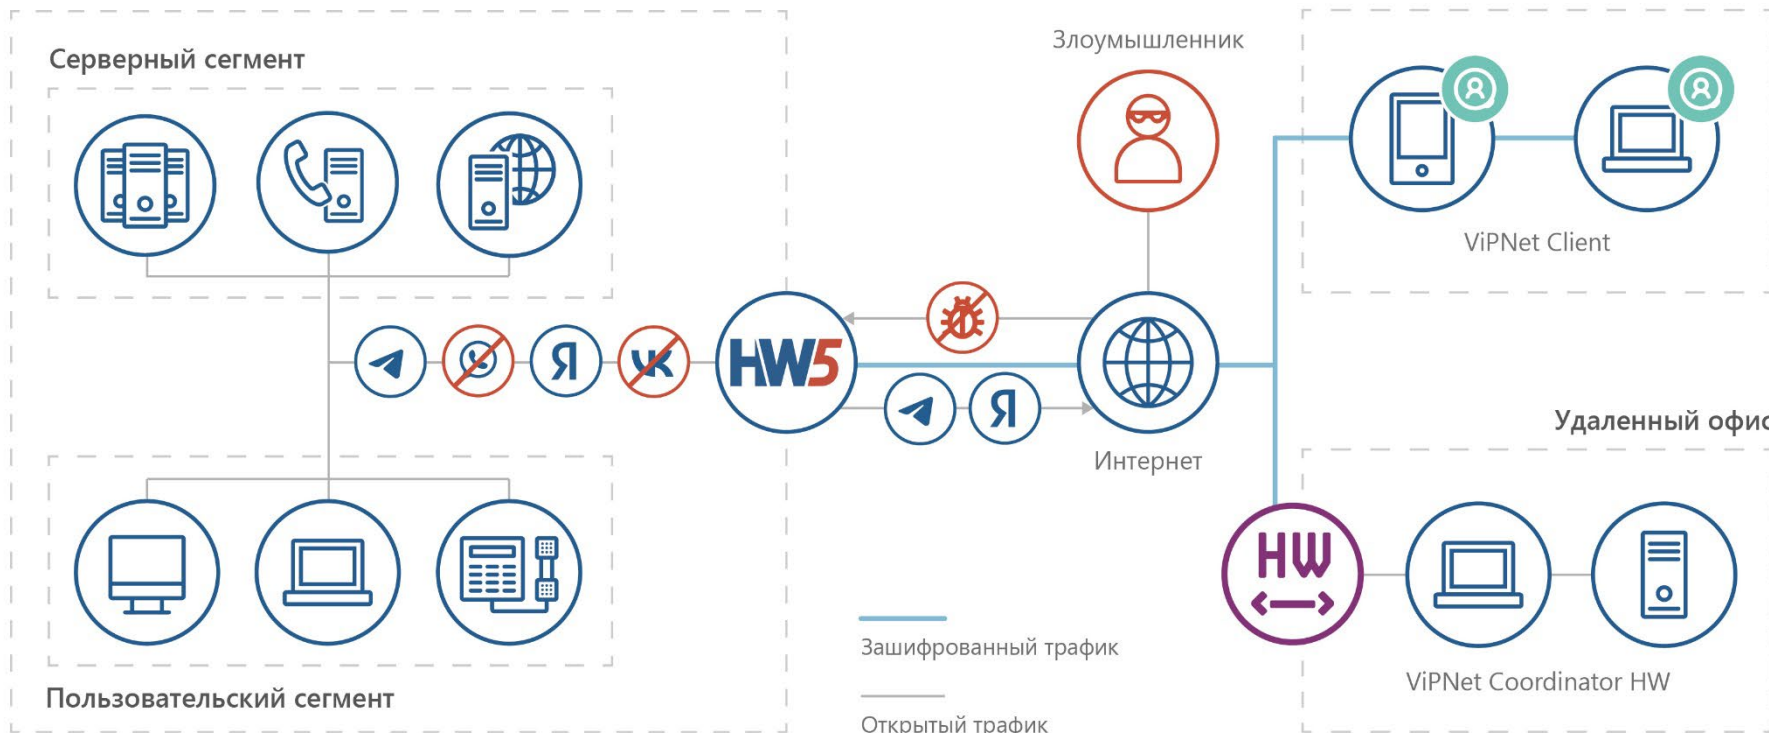 Серверный сегмент
Злоумышленник
ViPNet Client
Я
VK
HW5
Я
Интернет
Удаленный офис
HW
Зашифрованный трафик
ViPNet Coordinator HW
Пользовательский сегмент
Открытый трафик